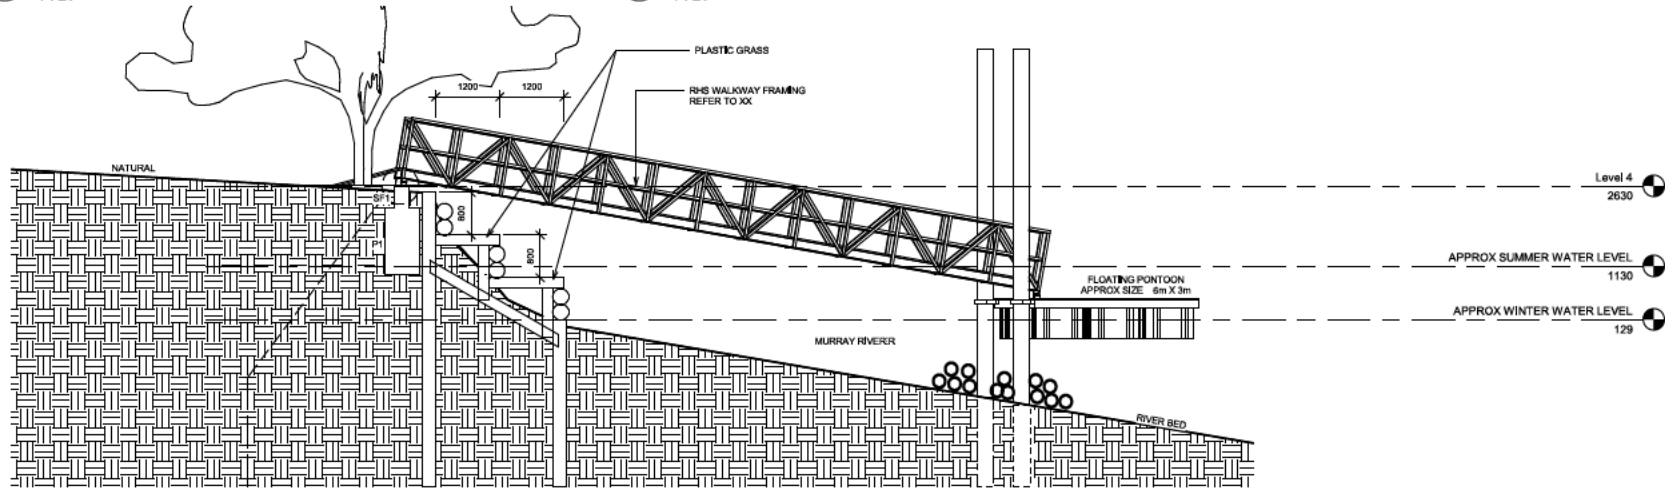 PLASTIC GRASS
1200
1200
RHS WALKWAY FRAMING
REFER TO XX
NATURAL
Level 4
2630
SF1
800
P1
800
APPROX SUMMER WATER LEVEL
1130
FLOATING PONTOON
APPROX SIZE 6m X 3m
APPROX WINTER WATER LEVEL
129
MURRAY RIVERR
RIVER BED